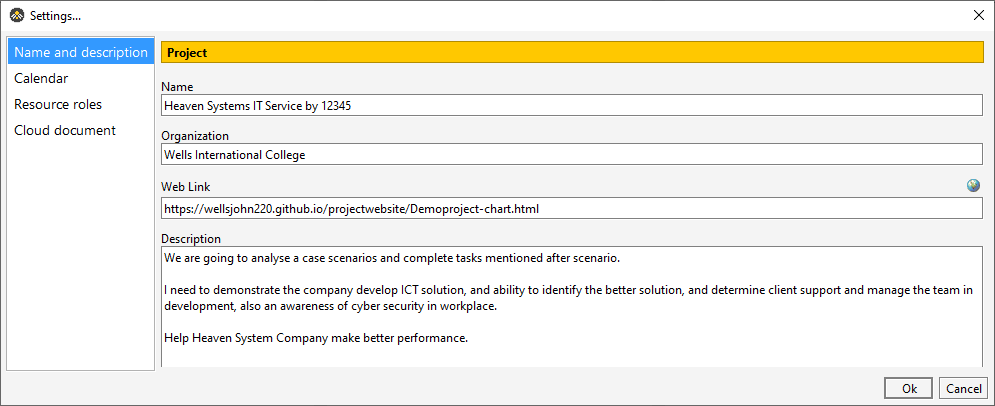 Settings...
Name and description
Calendar
Resource roles
Cloud document
Project
Name
Heaven Systems IT Service by 12345
Organization
Wells International College
Web Link
https://wellsjohn220.github.io/projectwebsite/Demoproject-chart.html
Description
We are going to analyse a case scenarios and complete tasks mentioned after scenario.
I need to demonstrate the company develop ICT solution, and ability to identify the better solution, and determine client support and manage the team in
development, also an awareness of cyber security in workplace.
Help Heaven System Company make better performance.
Ok
Cancel